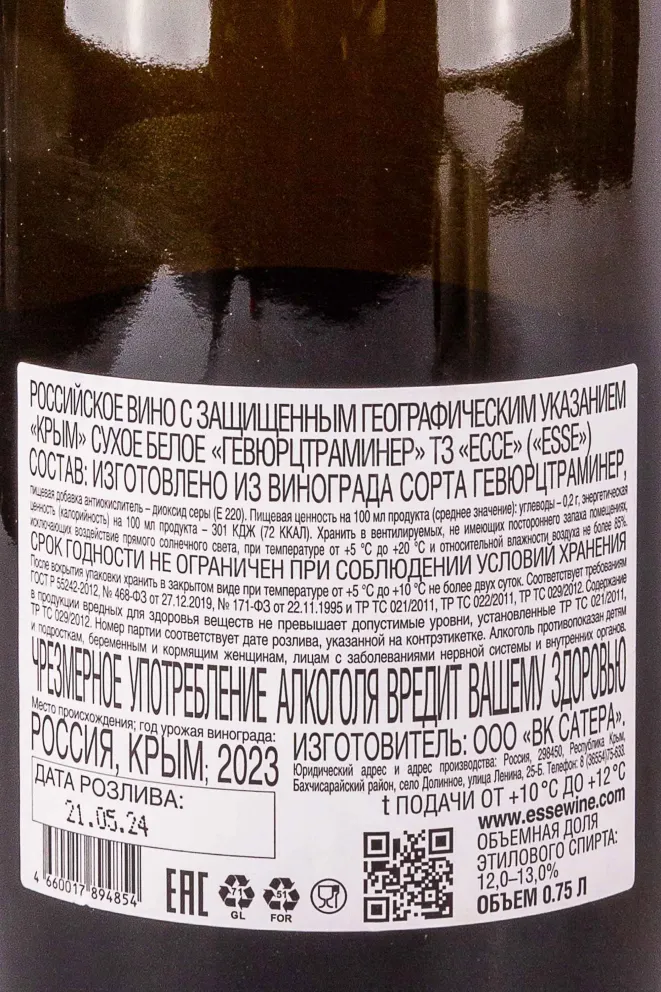 РОССИЙСКОЕ ВИНО С ЗАЩИЩЕННЫМ ГЕОГРАФИЧЕСКИМ УКАЗАНИЕМ
«КРЫМ» СУХОЕ БЕЛОЕ «ГЕВЮРЦТРАМИНЕР» ТЗ «ЕССЕ» («ESSE»)
СОСТАВ: ИЗГОТОВЛЕНО ИЗ ВИНОГРАДА СОРТА ГЕВЮРЦТРАМИНЕР,
пищевая добавка антиокислитель – диоксид серы (Е 220). Пищевая ценность на 100 мл продукта (среднее значение): углеводы – 0,2 г, энергетическая
ценность (калорийность) на 100 мл продукта – 301 КДЖ (72 ККАЛ). Хранить в вентилируемых, не имеющих постороннего запаха помещениях,
исключающих воздействие прямого солнечного света, при температуре от +5 °С до +20 °С и относительной влажности воздуха не более 85%.
СРОК ГОДНОСТИ НЕ ОГРАНИЧЕН ПРИ СОБЛЮДЕНИИ УСЛОВИЙ ХРАНЕНИЯ
После вскрытия упаковки хранить в закрытом виде при температуре от +5 °С до +10 °С не более двух суток. Соответствует требованиям
ГОСТ Р 55242-2012, № 468-ФЗ от 27.12.2019, № 171-ФЗ от 22.11.1995 и ТР ТС 021/2011, ТР ТС 022/2011, ТР ТС 029/2012. Содержание
в продукции вредных для здоровья веществ не превышает допустимые уровни, установленные ТР ТС 021/2011,
ТР ТС 029/2012. Номер партии соответствует дате розлива, указанной на контрэтикетке. Алкоголь противопоказан детям
и подросткам, беременным и кормящим женщинам, лицам с заболеваниями нервной системы и внутренних органов.
ЧРЕЗМЕРНОЕ УПОТРЕБЛЕНИЕ АЛКОГОЛЯ ВРЕДИТ ВАШЕМУ ЗДОРОВЬЮ
Место происхождения; год урожая винограда:
РОССИЯ, КРЫМ; 2023
ИЗГОТОВИТЕЛЬ: ООО «ВК САТЕРА».
Юридический адрес и адрес производства: Россия, 298450, Республика Крым,
Бахчисарайский район, село Долинное, улица Ленина, 25-Б. Телефон: 8 (36554)75-633.
t ПОДАЧИ ОТ +10 °С ДО +12 °С
ДАТА РОЗЛИВА:
21.05.24
www.essewine.com
ОБЪЕМНАЯ ДОЛЯ
ЭТИЛОВОГО СПИРТА:
12,0–13,0%
ОБЪЕМ 0.75 Л
4 660017 894854
ЕАС
71
GL
51
FOR